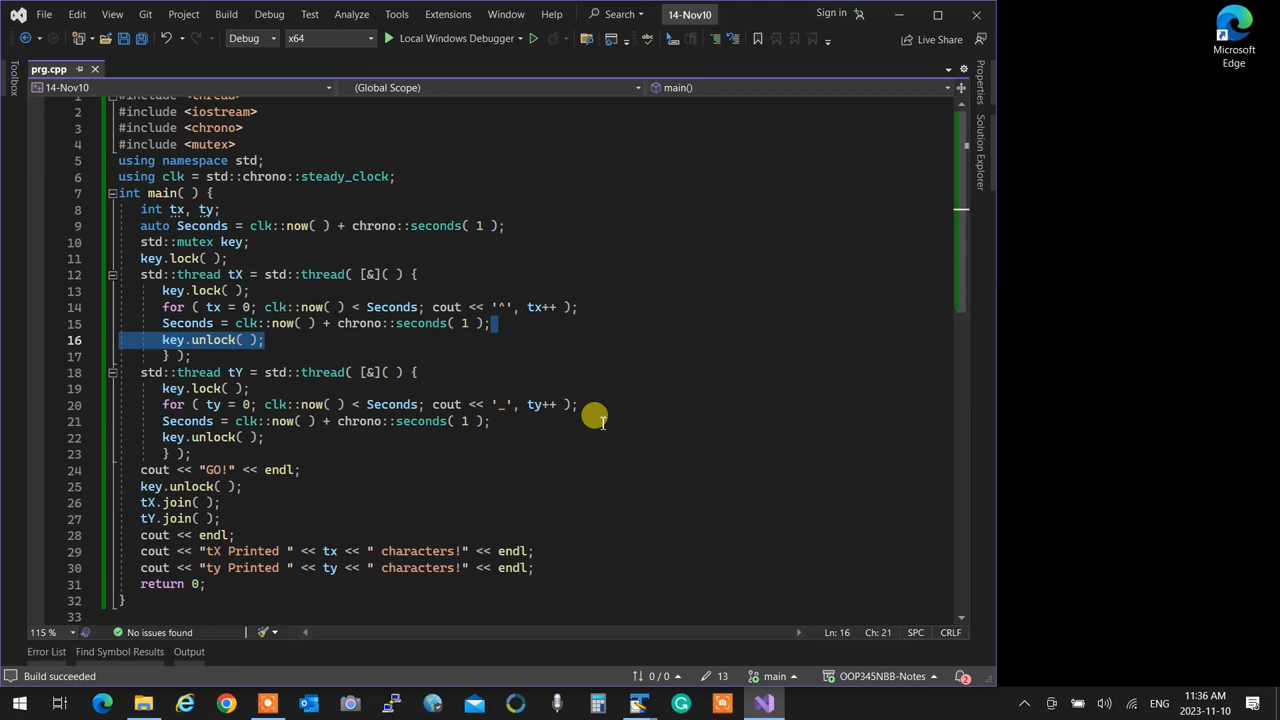 File Edit View Git Project Build Debug Test Analyze Tools Extensions Window Help Search 14-Nov10 Sign in
Debug x64 Local Windows Debugger Live Share
prg.cpp
14-Nov10 (Global Scope) main()
Toolbox
Properties
Solution Explorer
Microsoft
Edge
1 #include <thread>
2 #include <iostream>
3 #include <chrono>
4 #include <mutex>
5 using namespace std;
6 using clk = std::chrono::steady_clock;
7 int main( ) {
8 int tx, ty;
9 auto Seconds = clk::now( ) + chrono::seconds( 1 );
10 std::mutex key;
11 key.lock( );
12 std::thread tX = std::thread( [&]( ) {
13 key.lock( );
14 for ( tx = 0; clk::now( ) < Seconds; cout << '^', tx++ );
15 Seconds = clk::now( ) + chrono::seconds( 1 );
16 key.unlock( );
17 } );
18 std::thread tY = std::thread( [&]( ) {
19 key.lock( );
20 for ( ty = 0; clk::now( ) < Seconds; cout << '_', ty++ );
21 Seconds = clk::now( ) + chrono::seconds( 1 );
22 key.unlock( );
23 } );
24 cout << "GO!" << endl;
25 key.unlock( );
26 tX.join( );
27 tY.join( );
28 cout << endl;
29 cout << "tX Printed " << tx << " characters!" << endl;
30 cout << "ty Printed " << ty << " characters!" << endl;
31 return 0;
32 }
33
115 % No issues found Ln: 16 Ch: 21 SPC CRLF
Error List Find Symbol Results Output
Build succeeded 0 / 0 13 main OOP345NBB-Notes 2
ENG 11:36 AM
2023-11-10